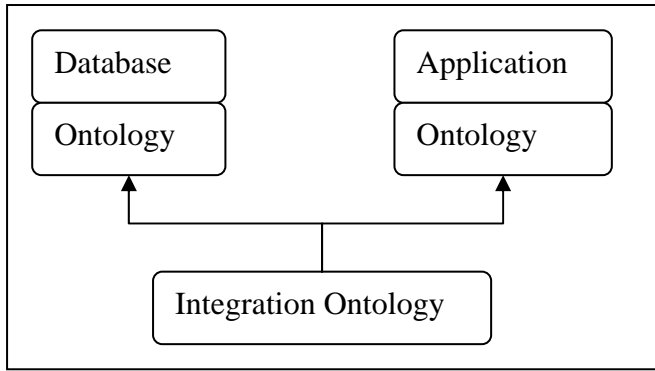 Database
Ontology
Application
Ontology
Integration Ontology